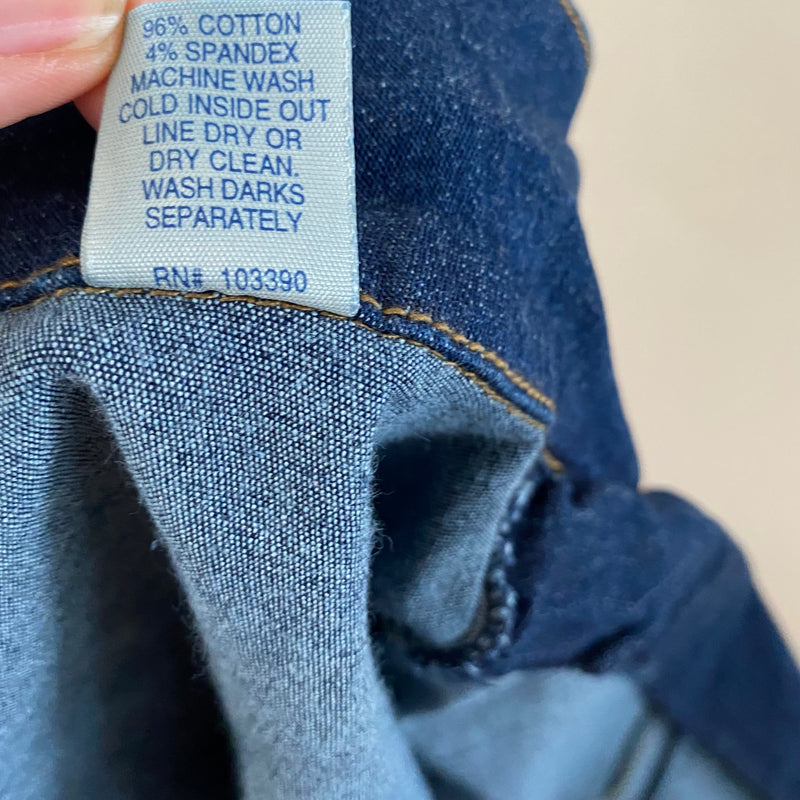 96% COTTON
4% SPANDEX
MACHINE WASH
COLD INSIDE OUT
LINE DRY OR
DRY CLEAN.
WASH DARKS
SEPARATELY
RN# 103390